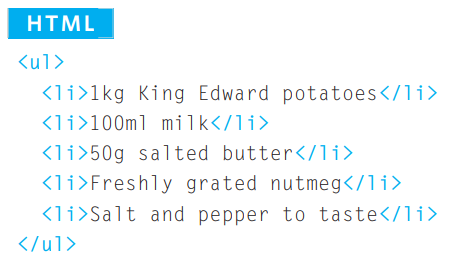 HTML
<ul>
<li>1kg King Edward potatoes</li>
<li>100ml milk</li>
<li>50g salted butter</li>
<li>Freshly grated nutmeg</li>
<li>Salt and pepper to taste</li>
</ul>